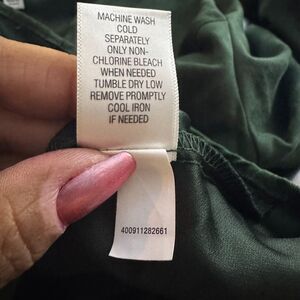 MACHINE WASH
COLD
SEPARATELY
ONLY NON-
CHLORINE BLEACH
WHEN NEEDED
TUMBLE DRY LOW
REMOVE PROMPTLY
COOL IRON
IF NEEDED
400911282661